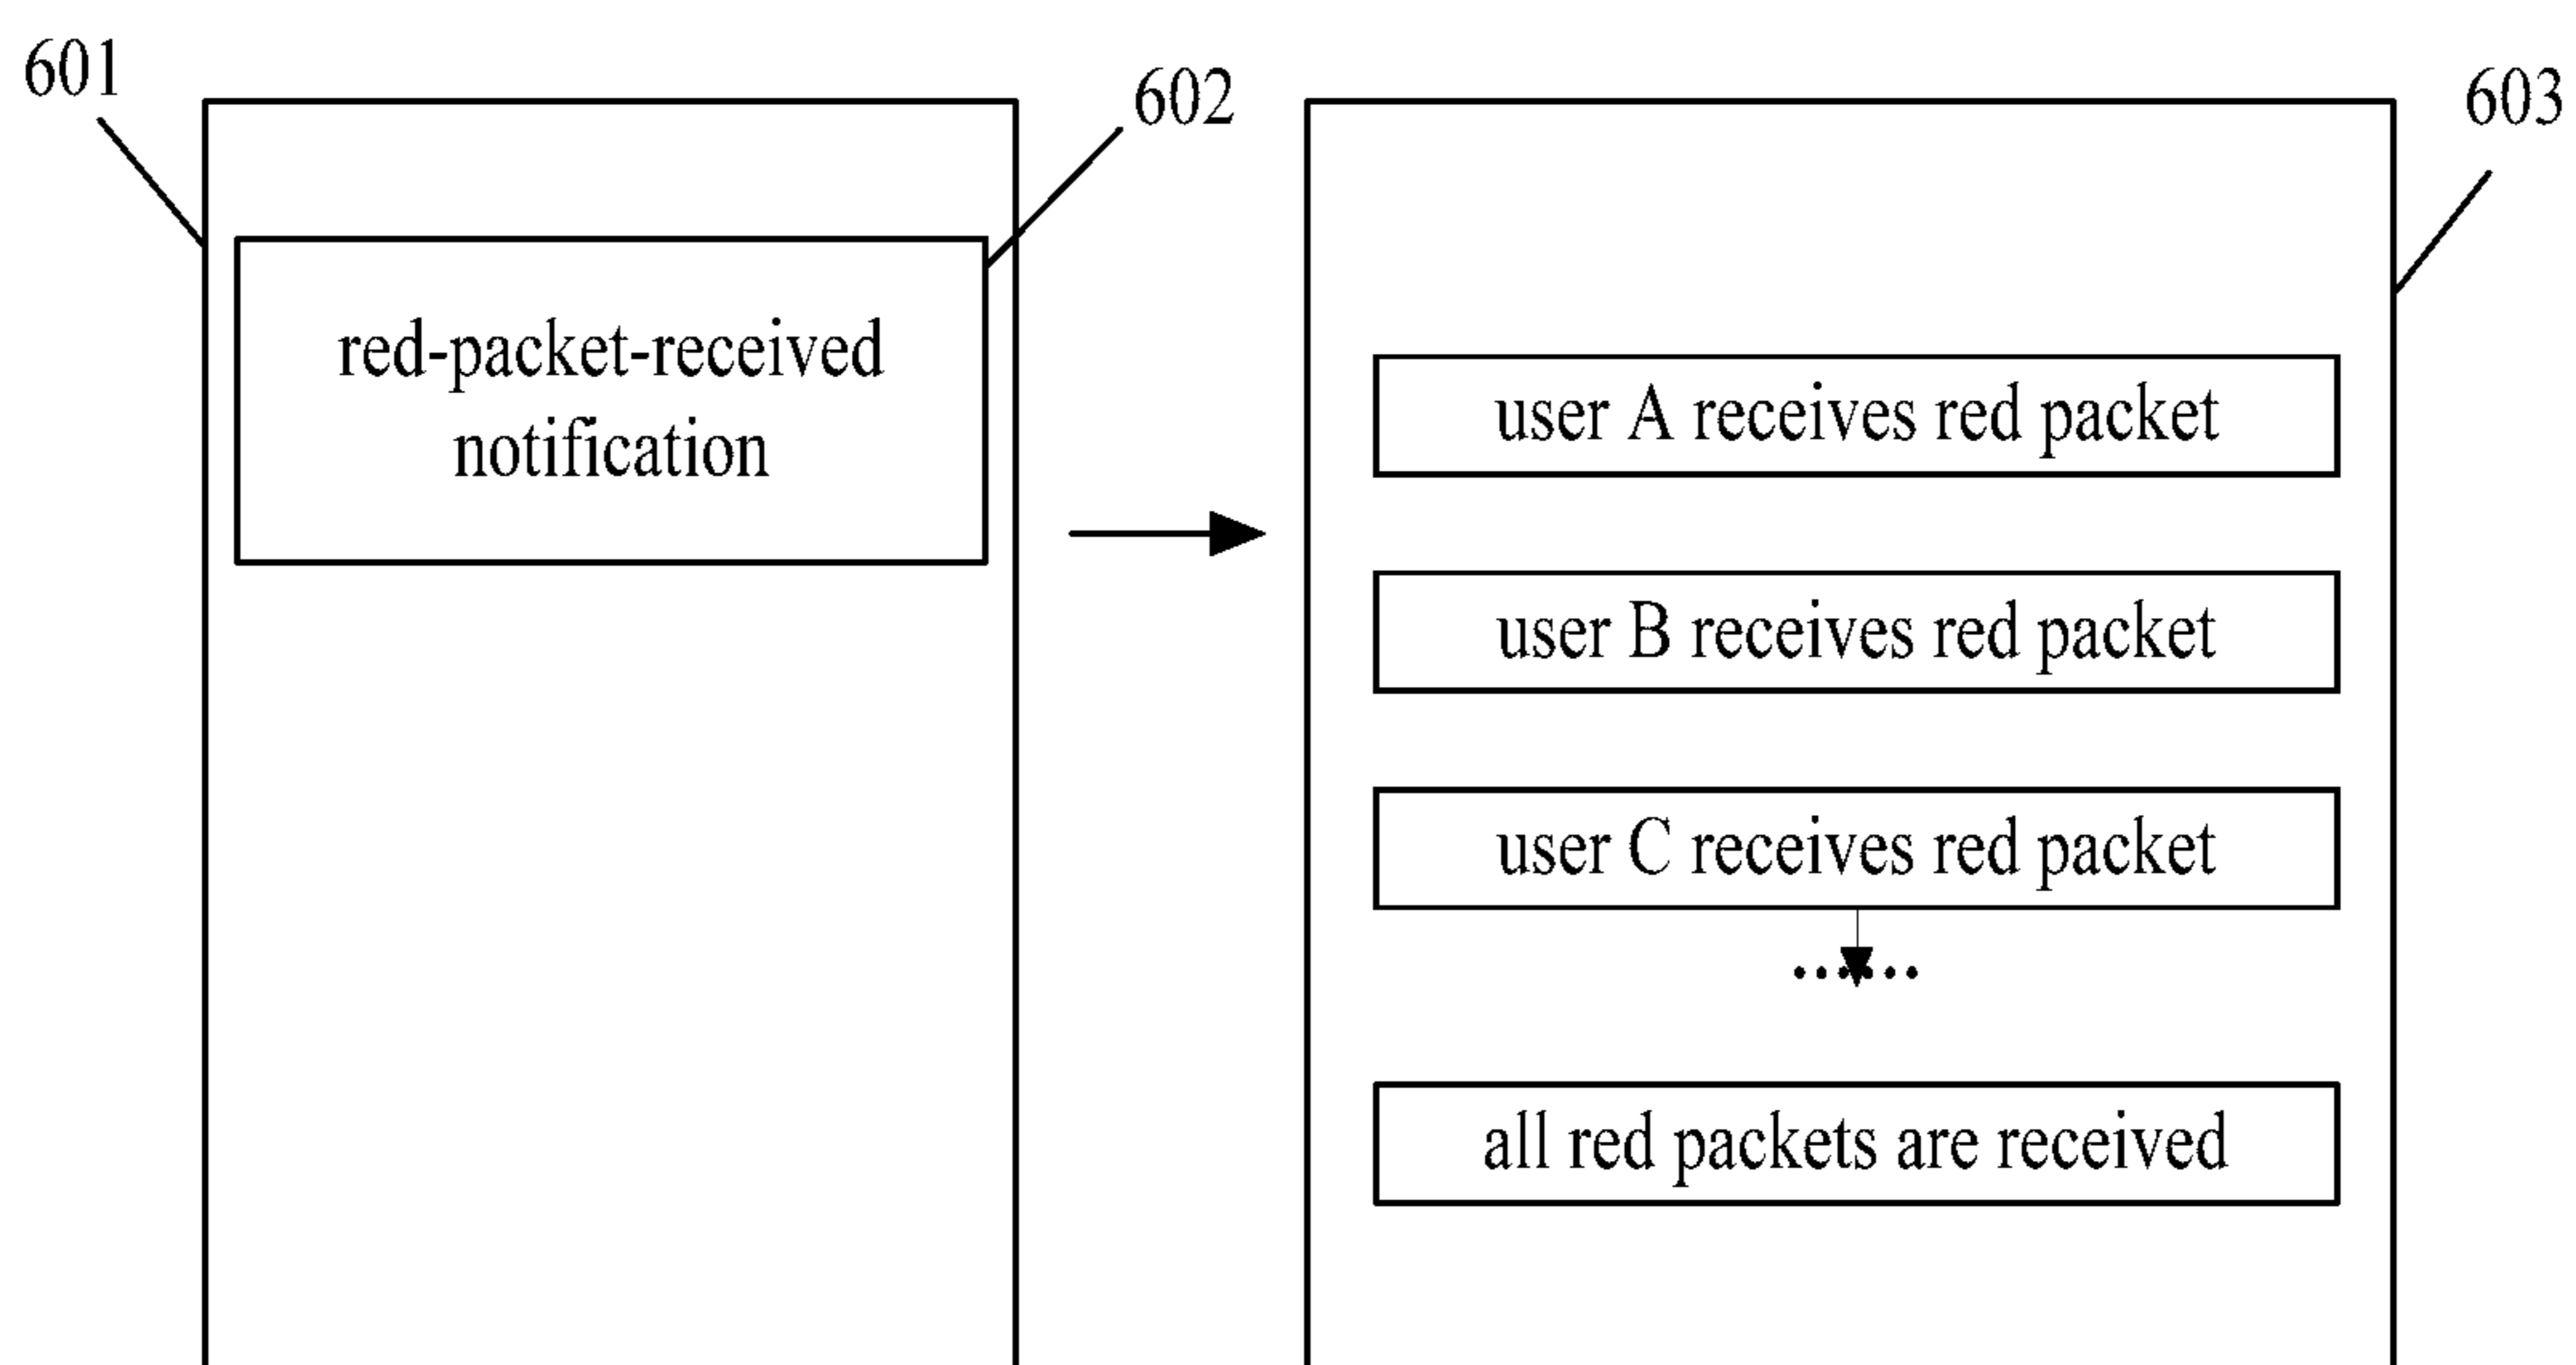 601
602
603
red-packet-received
notification
user A receives red packet
user B receives red packet
user C receives red packet
......
all red packets are received